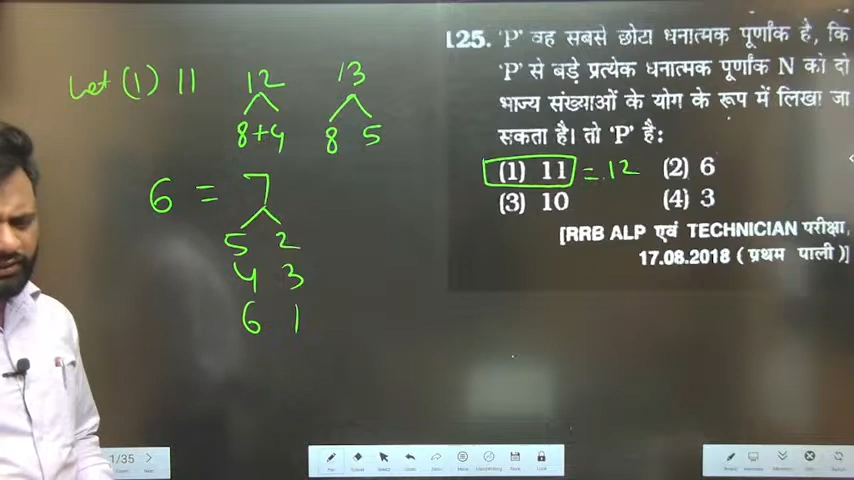 Let (1) 11 12 13
8+4 8 5
6 = 7
5 2
4 3
6 1
125. 'P' वह सबसे छोटा धनात्मक पूर्णांक है, कि
'P' से बड़े प्रत्येक धनात्मक पूर्णांक N को दो
भाज्य संख्याओं के योग के रूप में लिखा जा
सकता है। तो 'P' है:
(1) 11 = 12 (2) 6
(3) 10 (4) 3
[RRB ALP एवं TECHNICIAN परीक्षा,
17.08.2018 (प्रथम पाली)]
1/35